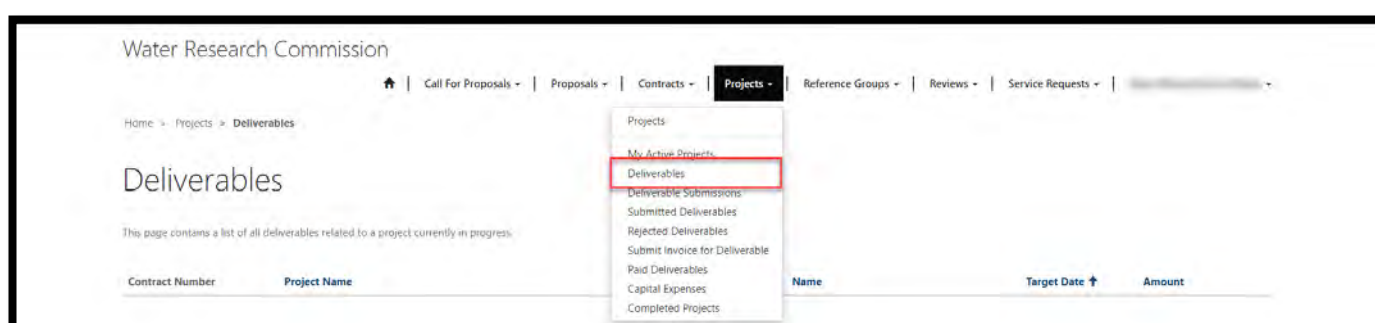 Water Research Commission
Call For Proposals | Proposals | Contracts | Projects | Reference Groups | Reviews | Service Requests |
Home > Projects > Deliverables
Projects
My Active Projects
Deliverables
Deliverables
Deliverable Submissions
Submitted Deliverables
This page contains a list of all deliverables related to a project currently in progress.
Rejected Deliverables
Submit Invoice for Deliverable
Paid Deliverables
Contract Number Project Name Name Target Date ↑ Amount
Capital Expenses
Completed Projects